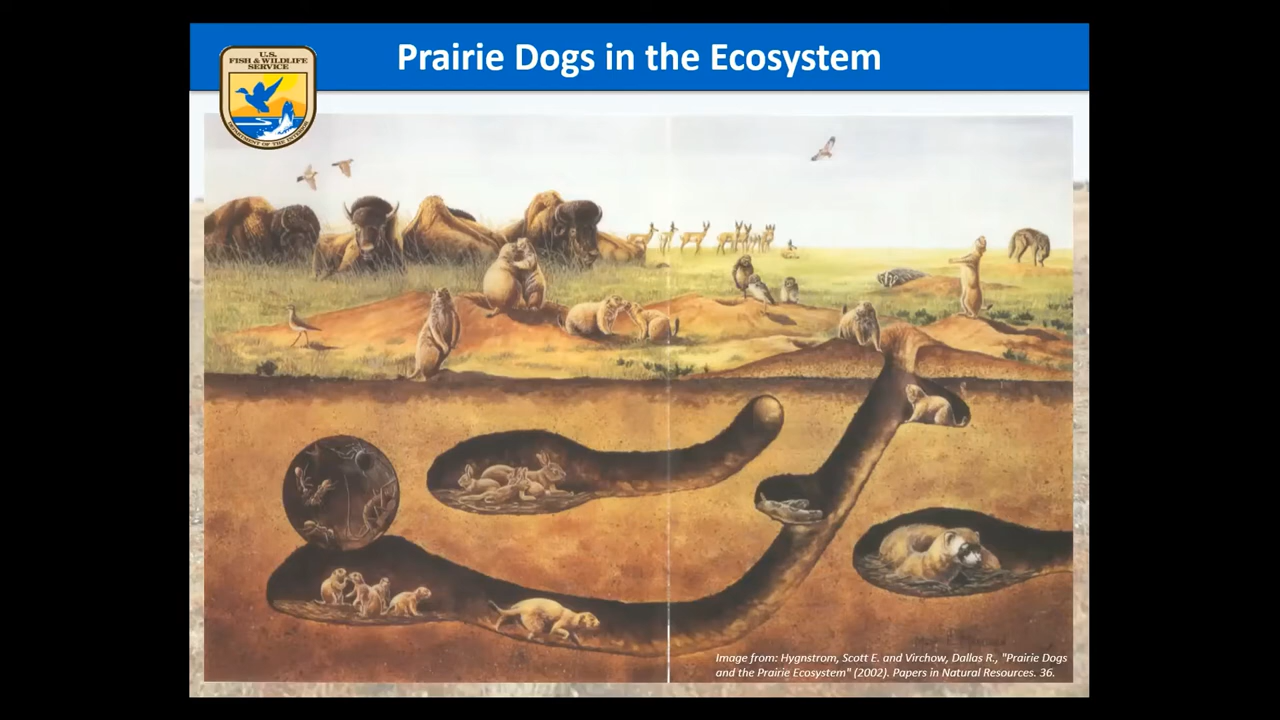 Prairie Dogs in the Ecosystem
U.S.
FISH & WILDLIFE
SERVICE
DEPARTMENT OF THE INTERIOR
Image from: Hygnstrom, Scott E. and Virchow, Dallas R., "Prairie Dogs
and the Prairie Ecosystem" (2002). Papers in Natural Resources. 36.